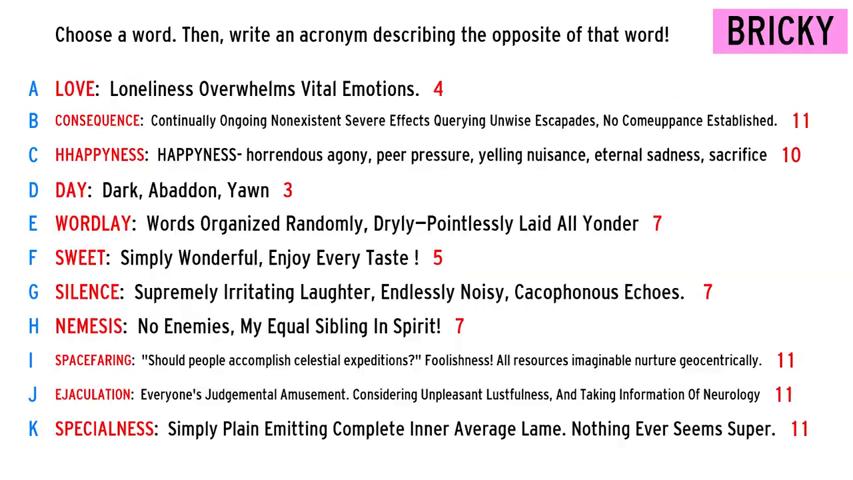 Choose a word. Then, write an acronym describing the opposite of that word!
BRICKY
A LOVE: Loneliness Overwhelms Vital Emotions. 4
B CONSEQUENCE: Continually Ongoing Nonexistent Severe Effects Querying Unwise Escapades, No Comeuppance Established. 11
C HHAPPYNESS: HAPPYNESS- horrendous agony, peer pressure, yelling nuisance, eternal sadness, sacrifice 10
D DAY: Dark, Abaddon, Yawn 3
E WORDLAY: Words Organized Randomly, Dryly—Pointlessly Laid All Yonder 7
F SWEET: Simply Wonderful, Enjoy Every Taste ! 5
G SILENCE: Supremely Irritating Laughter, Endlessly Noisy, Cacophonous Echoes. 7
H NEMESIS: No Enemies, My Equal Sibling In Spirit! 7
I SPACEFARING: "Should people accomplish celestial expeditions?" Foolishness! All resources imaginable nurture geocentrically. 11
J EJACULATION: Everyone's Judgemental Amusement. Considering Unpleasant Lustfulness, And Taking Information Of Neurology 11
K SPECIALNESS: Simply Plain Emitting Complete Inner Average Lame. Nothing Ever Seems Super. 11